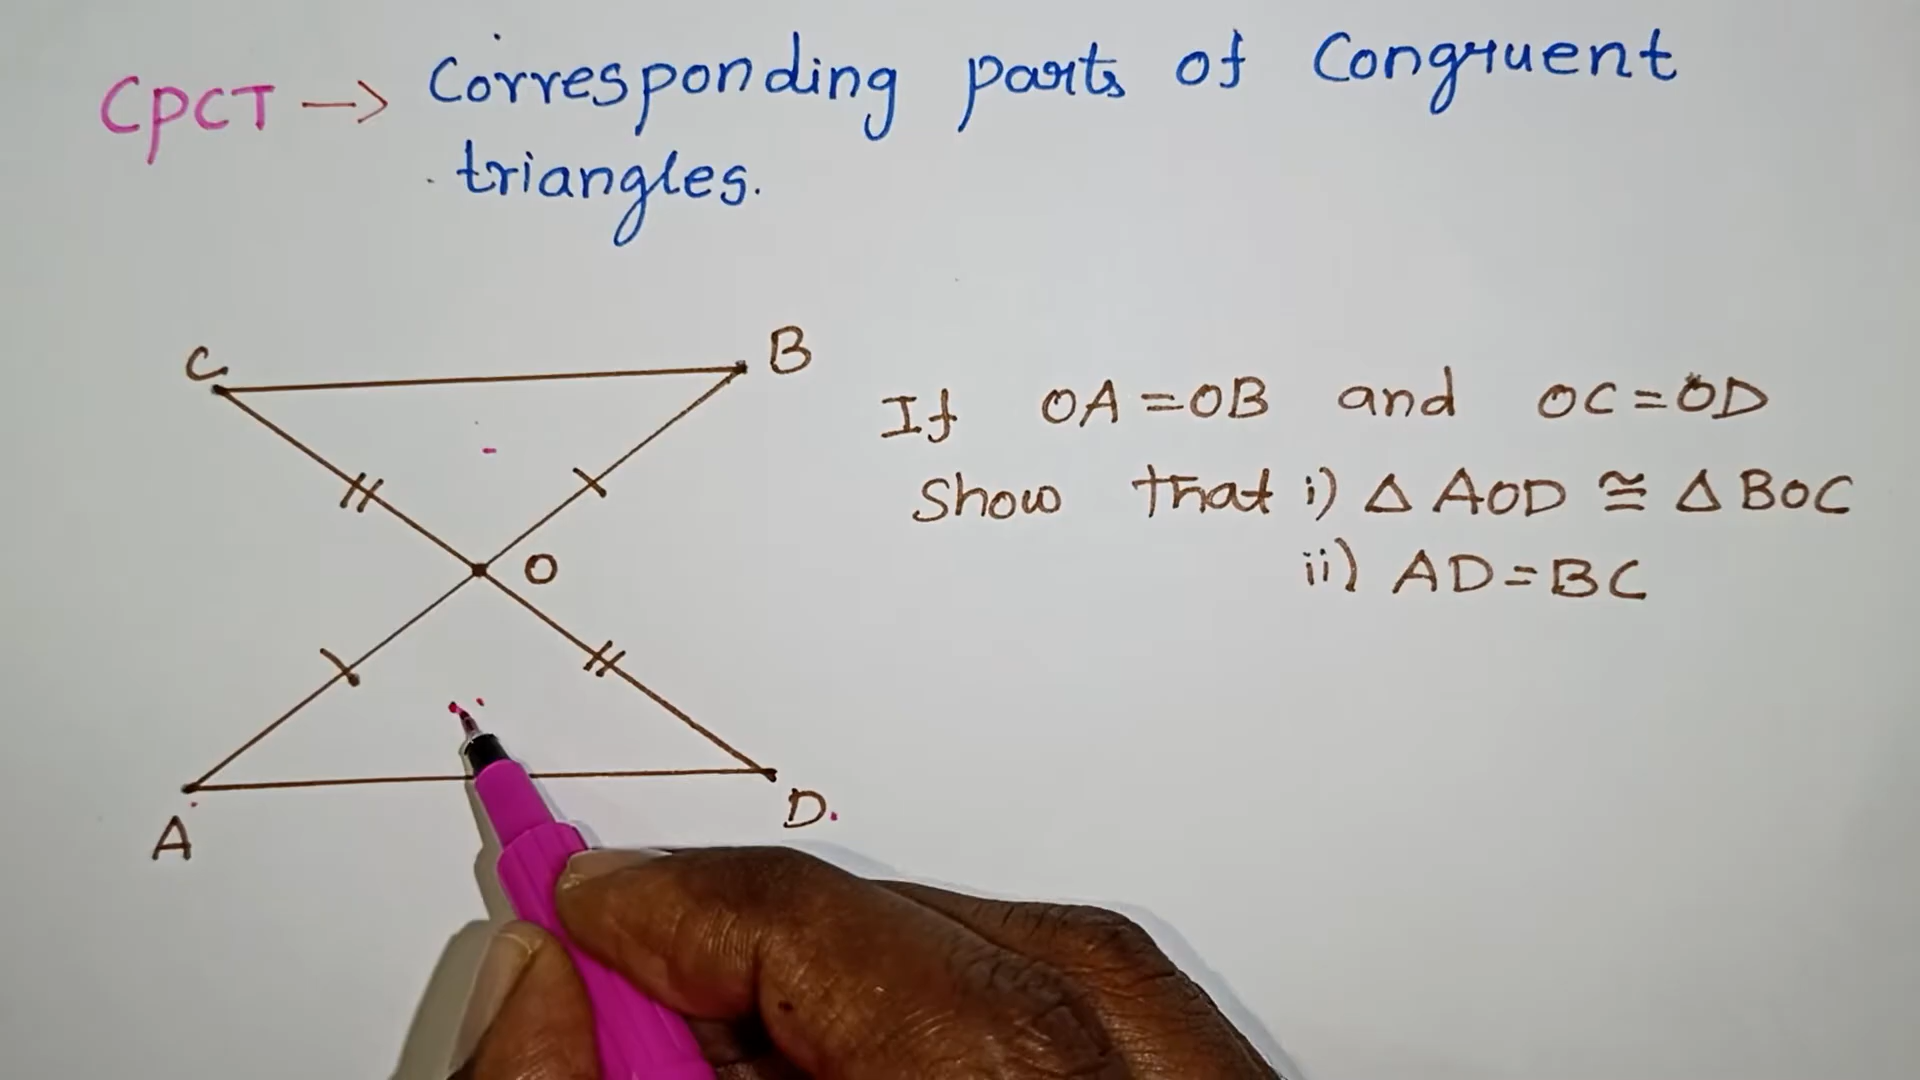 CPCT --> Corresponding parts of Congruent
triangles.
C
B
If OA=OB and OC=OD
Show that i) △ AOD ≅ △ BOC
ii) AD=BC
O
A
D.